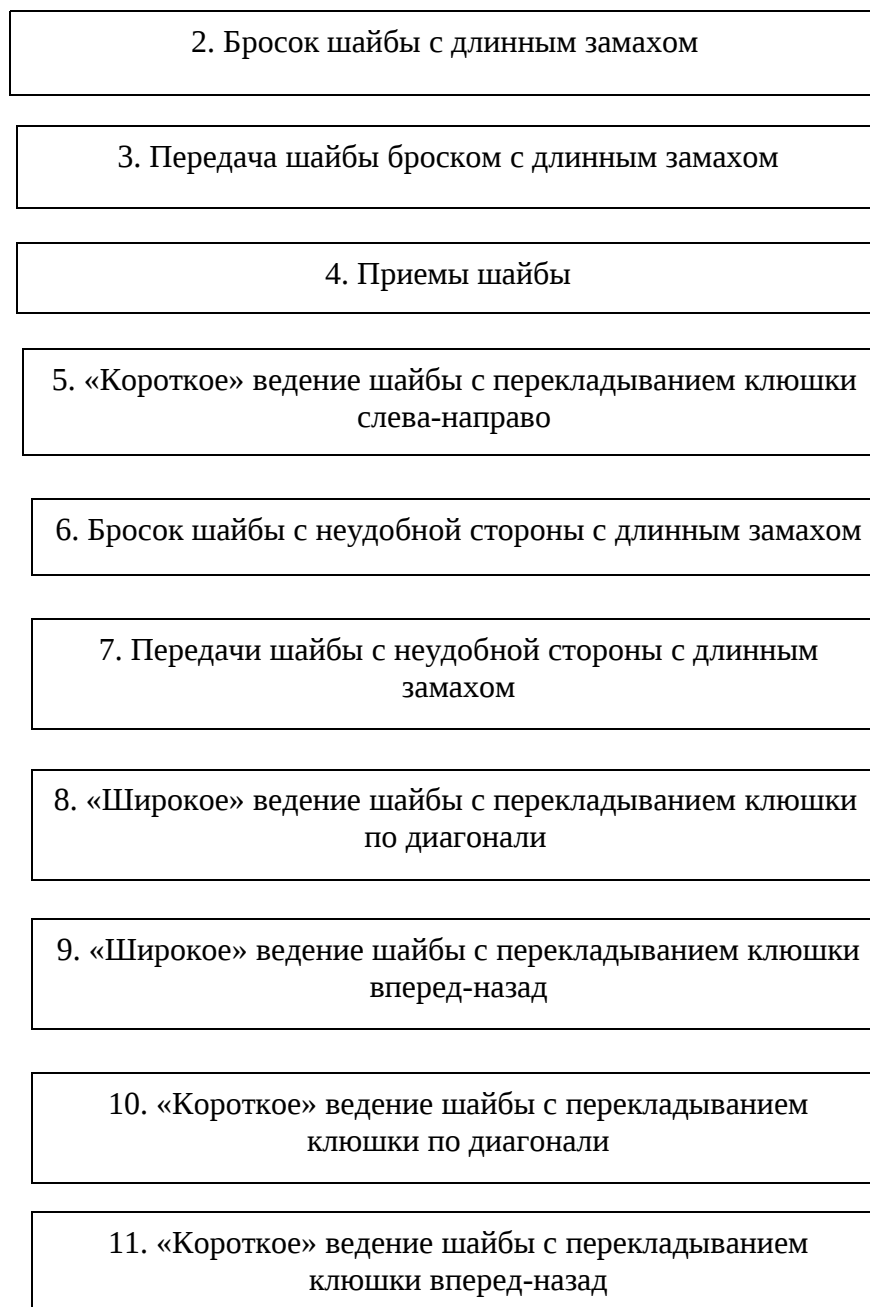 2. Бросок шайбы с длинным замахом
3. Передача шайбы броском с длинным замахом
4. Приемы шайбы
5. «Короткое» ведение шайбы с перекладыванием клюшки
слева-направо
6. Бросок шайбы с неудобной стороны с длинным замахом
7. Передачи шайбы с неудобной стороны с длинным
замахом
8. «Широкое» ведение шайбы с перекладыванием клюшки
по диагонали
9. «Широкое» ведение шайбы с перекладыванием клюшки
вперед-назад
10. «Короткое» ведение шайбы с перекладыванием
клюшки по диагонали
11. «Короткое» ведение шайбы с перекладыванием
клюшки вперед-назад